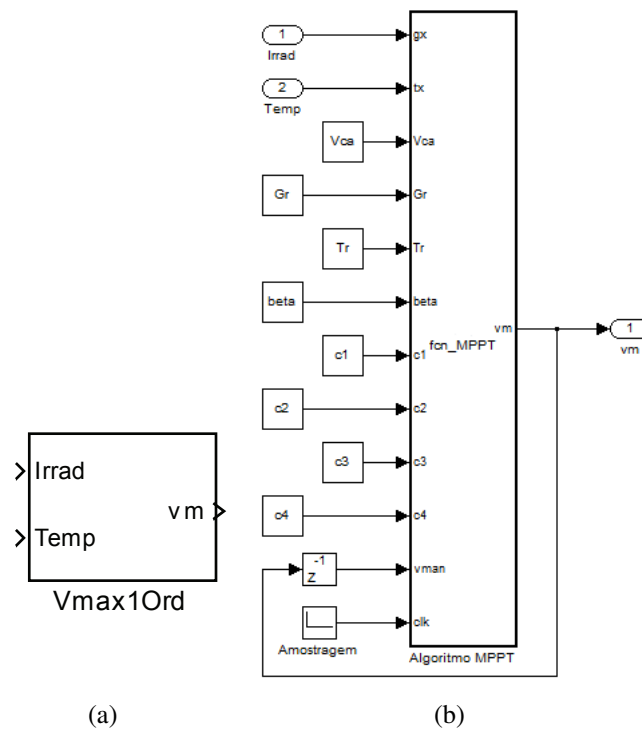 Irrad
vm
Temp
Vmax1Ord
(a)
1
Irrad
gx
2
Temp
tx
Vca
Vca
Gr
Gr
Tr
Tr
beta
beta
vm
1
vm
fcn_MPPT
c1
c1
c2
c2
c3
c3
c4
c4
-1
Z
vman
Amostragem
clk
Algoritmo MPPT
(b)